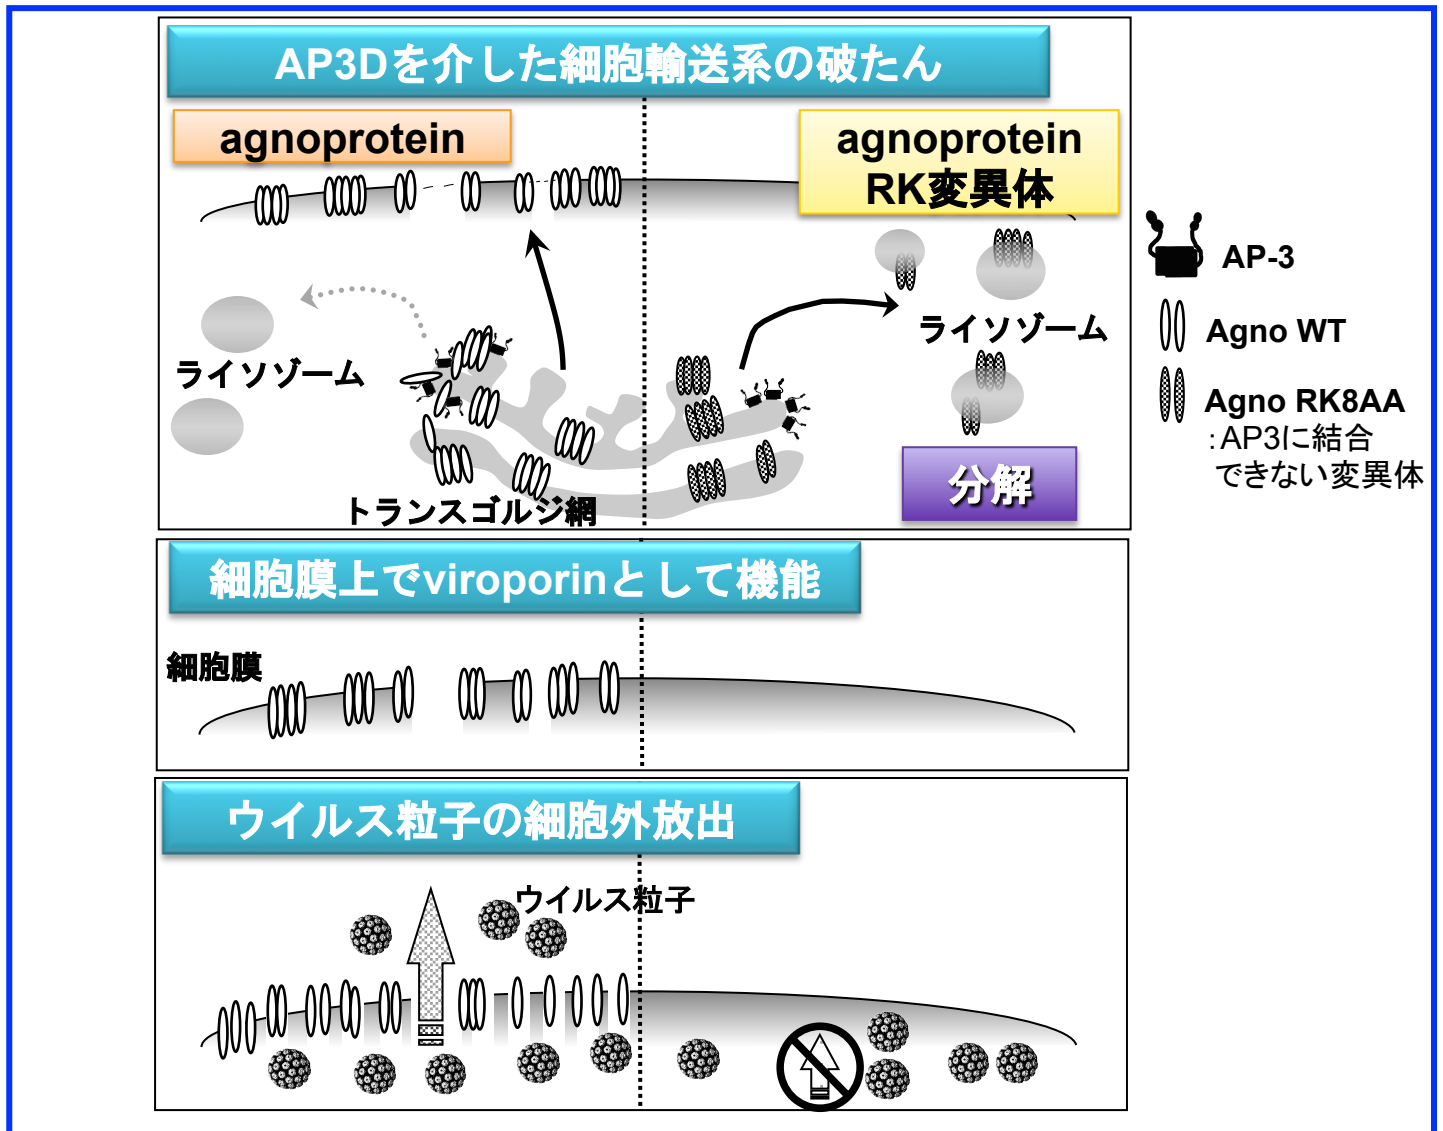 AP3Dを介した細胞輸送系の破たん
agnoprotein
agnoprotein
RK変異体
ライソゾーム
ライソゾーム
トランスゴルジ網
分解
AP-3
Agno WT
Agno RK8AA
:AP3に結合
できない変異体
細胞膜上でviroporinとして機能
細胞膜
ウイルス粒子の細胞外放出
ウイルス粒子